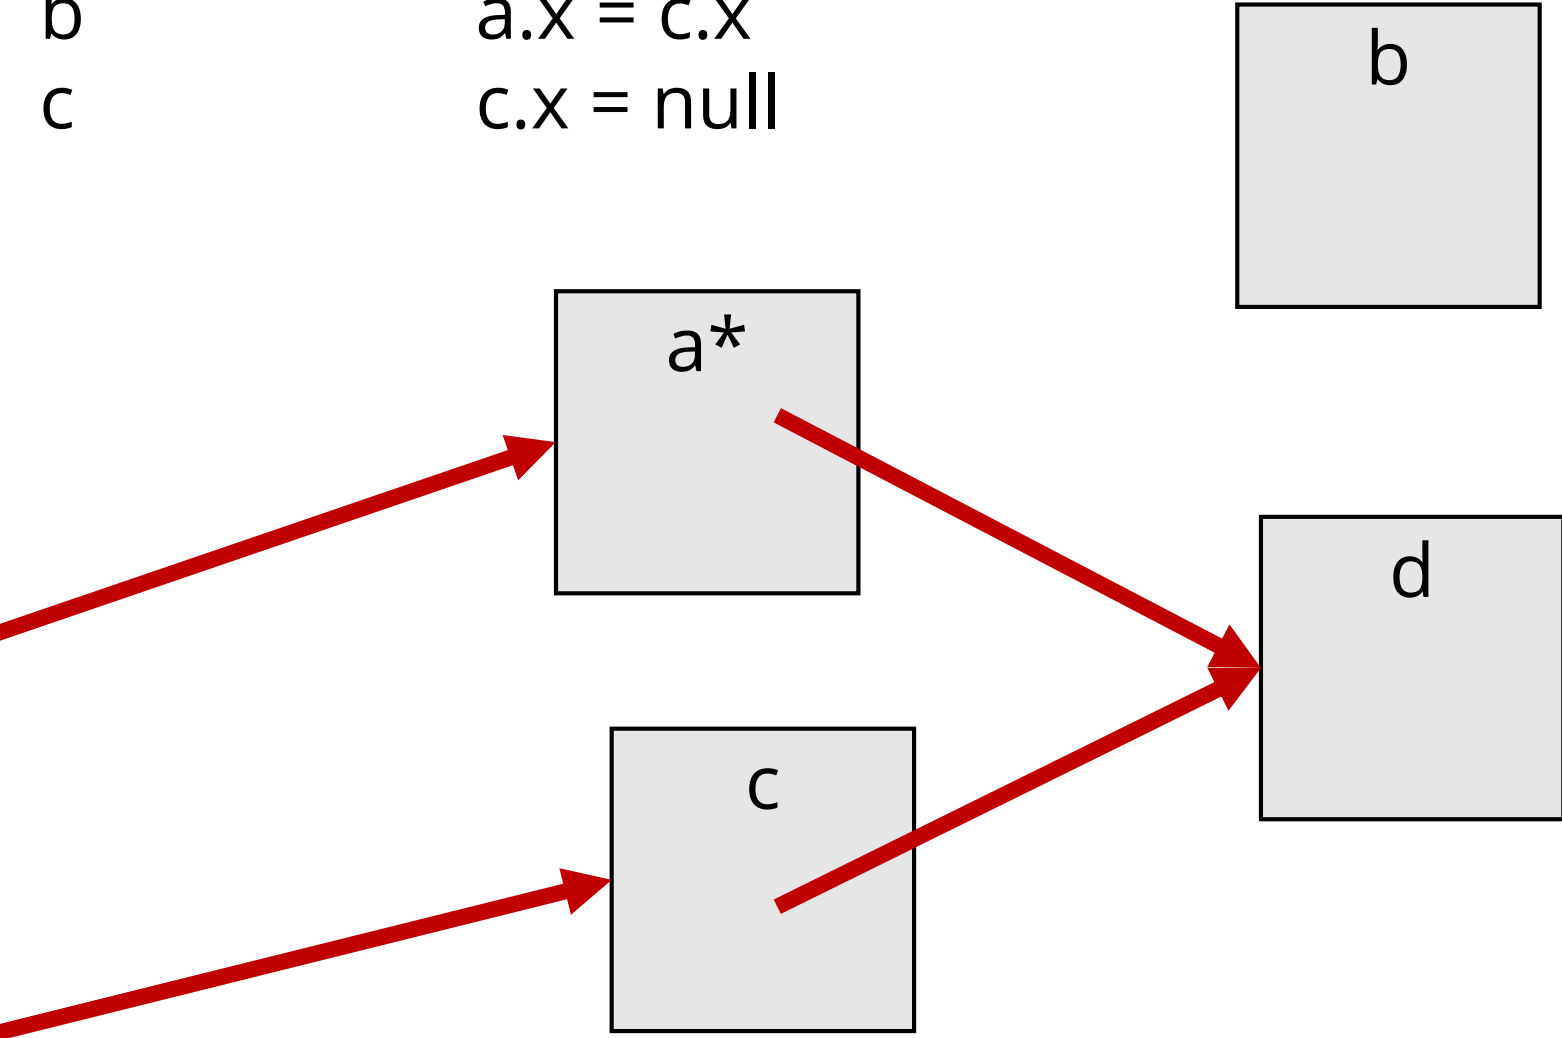 b a.x = c.x
c c.x = null
b
a*
d
c